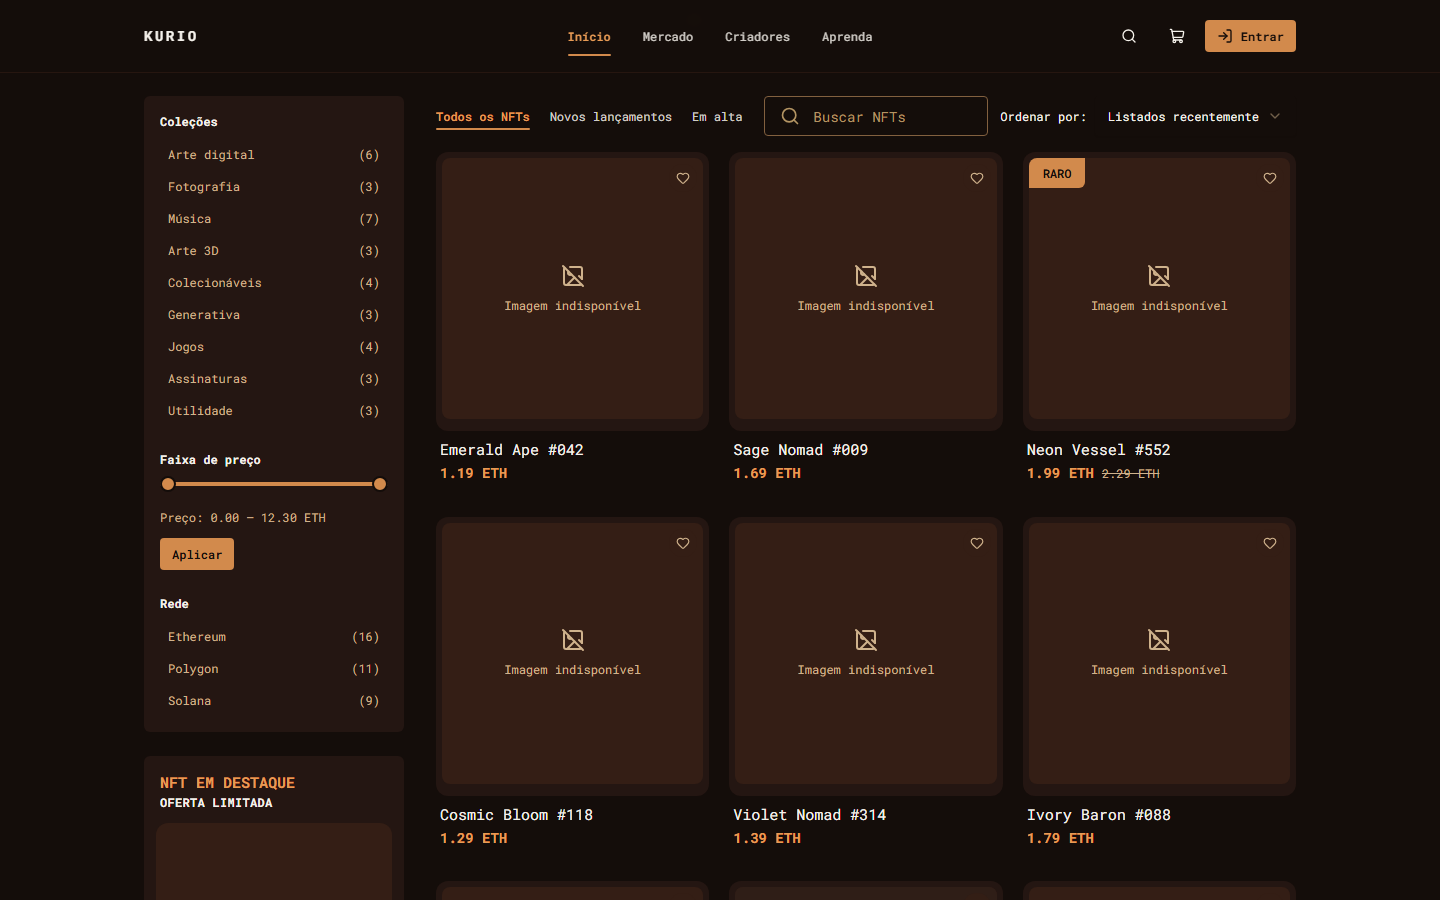 KURIO
Início
Mercado
Criadores
Aprenda
Entrar
Coleções
Arte digital (6)
Fotografia (3)
Música (7)
Arte 3D (3)
Colecionáveis (4)
Generativa (3)
Jogos (4)
Assinaturas (3)
Utilidade (3)
Faixa de preço
Preço: 0.00 – 12.30 ETH
Aplicar
Rede
Ethereum (16)
Polygon (11)
Solana (9)
NFT EM DESTAQUE
OFERTA LIMITADA
Todos os NFTs
Novos lançamentos
Em alta
Buscar NFTs
Ordenar por: Listados recentemente
Imagem indisponível
Emerald Ape #042
1.19 ETH
Imagem indisponível
Sage Nomad #009
1.69 ETH
RARO
Imagem indisponível
Neon Vessel #552
1.99 ETH 2.29 ETH
Imagem indisponível
Cosmic Bloom #118
1.29 ETH
Imagem indisponível
Violet Nomad #314
1.39 ETH
Imagem indisponível
Ivory Baron #088
1.79 ETH